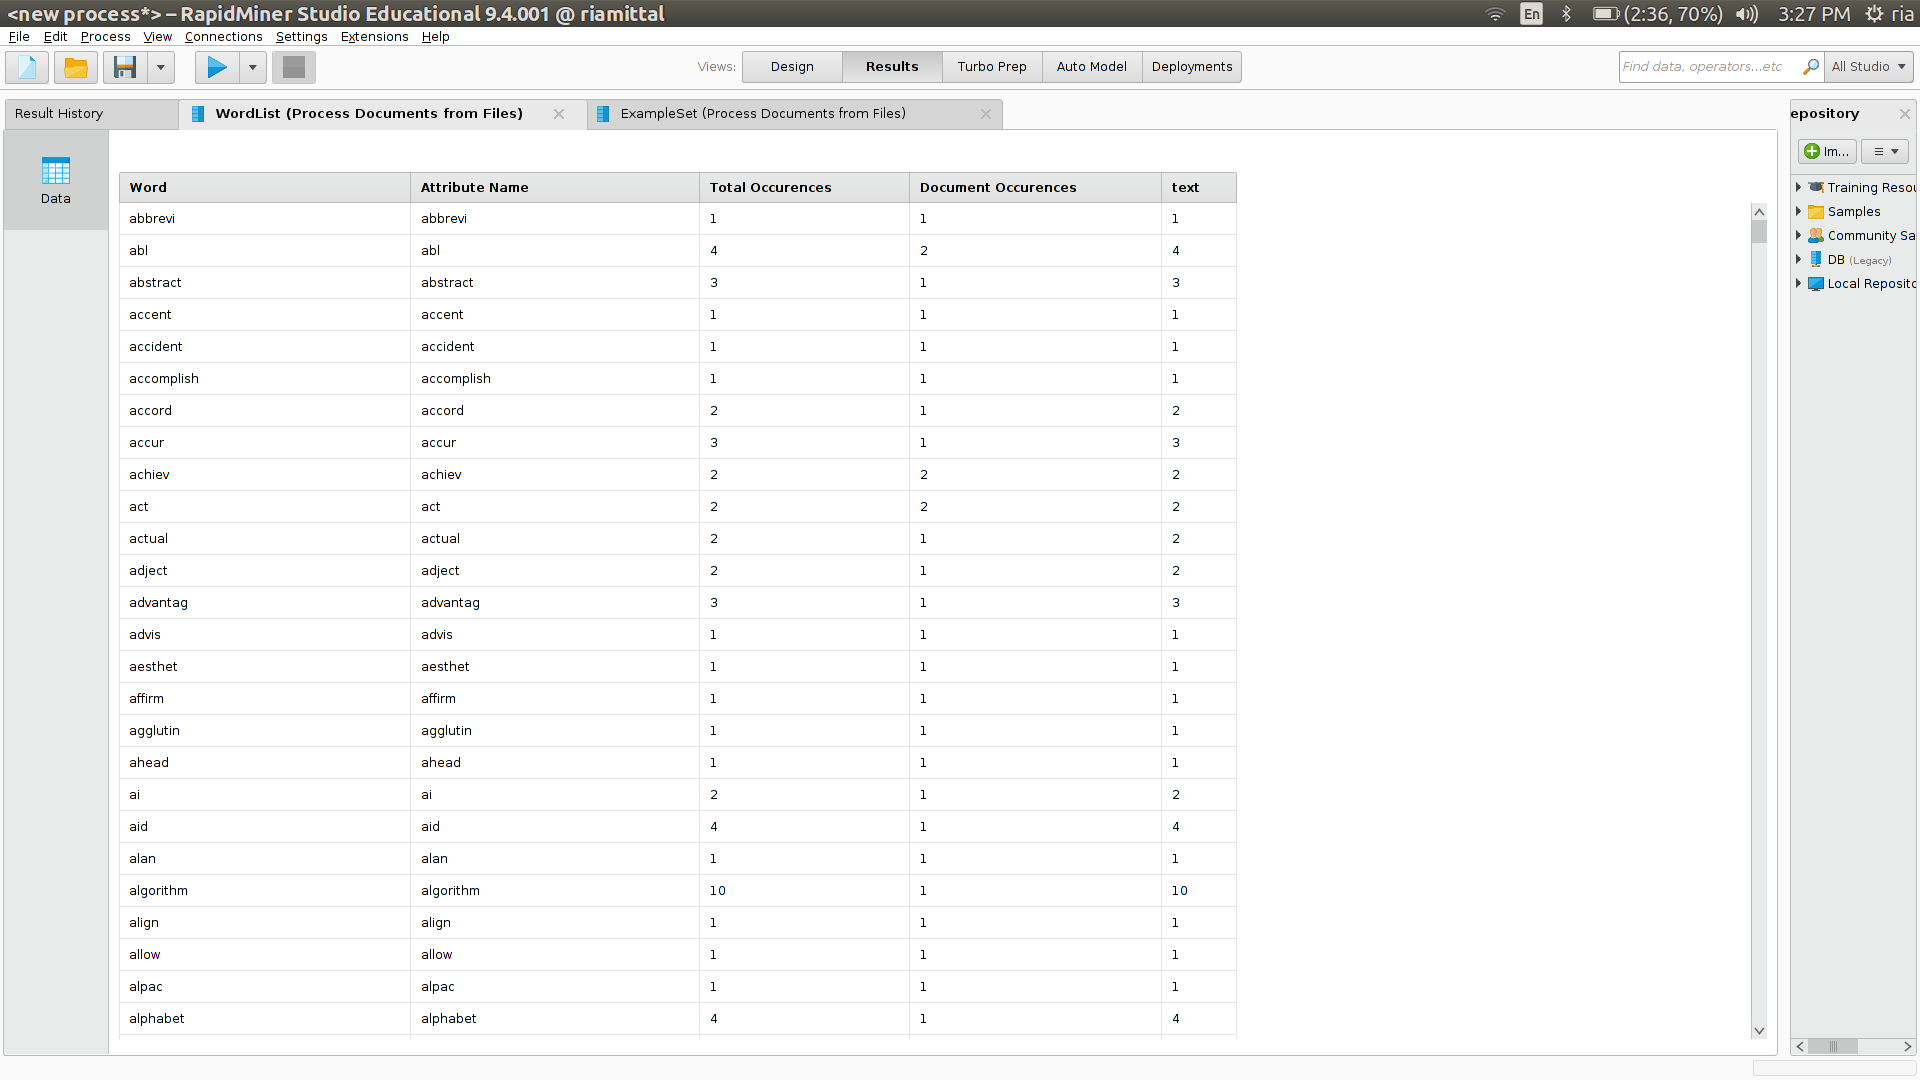 <new process*> – RapidMiner Studio Educational 9.4.001 @ riamittal En (2:36, 70%) 3:27 PM ria
File Edit Process View Connections Settings Extensions Help
Views: Design Results Turbo Prep Auto Model Deployments Find data, operators...etc All Studio
Result History WordList (Process Documents from Files) ExampleSet (Process Documents from Files) epository
Im...
Data
Word Attribute Name Total Occurences Document Occurences text
abbrevi abbrevi 1 1 1
abl abl 4 2 4
abstract abstract 3 1 3
accent accent 1 1 1
accident accident 1 1 1
accomplish accomplish 1 1 1
accord accord 2 1 2
accur accur 3 1 3
achiev achiev 2 2 2
act act 2 2 2
actual actual 2 1 2
adject adject 2 1 2
advantag advantag 3 1 3
advis advis 1 1 1
aesthet aesthet 1 1 1
affirm affirm 1 1 1
agglutin agglutin 1 1 1
ahead ahead 1 1 1
ai ai 2 1 2
aid aid 4 1 4
alan alan 1 1 1
algorithm algorithm 10 1 10
align align 1 1 1
allow allow 1 1 1
alpac alpac 1 1 1
alphabet alphabet 4 1 4
Training Resou
Samples
Community Sa
DB (Legacy)
Local Reposito